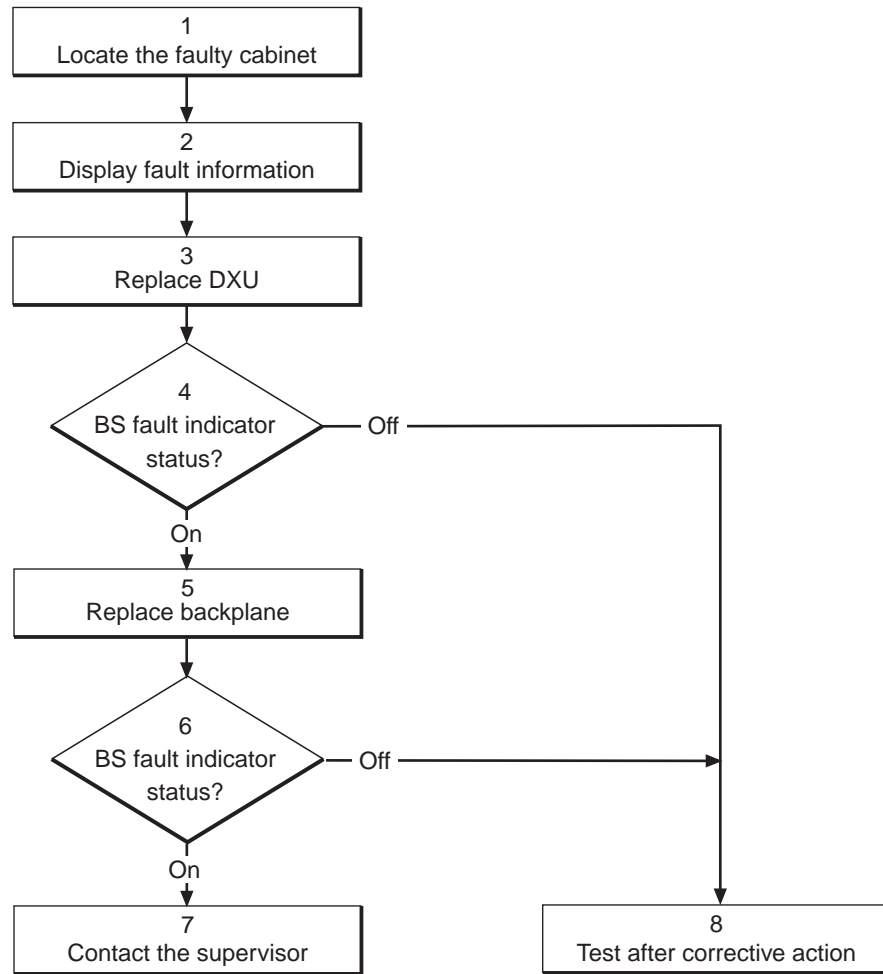 1
Locate the faulty cabinet
2
Display fault information
3
Replace DXU
4
BS fault indicator
status?
Off
On
5
Replace backplane
6
BS fault indicator
status?
Off
On
7
Contact the supervisor
8
Test after corrective action